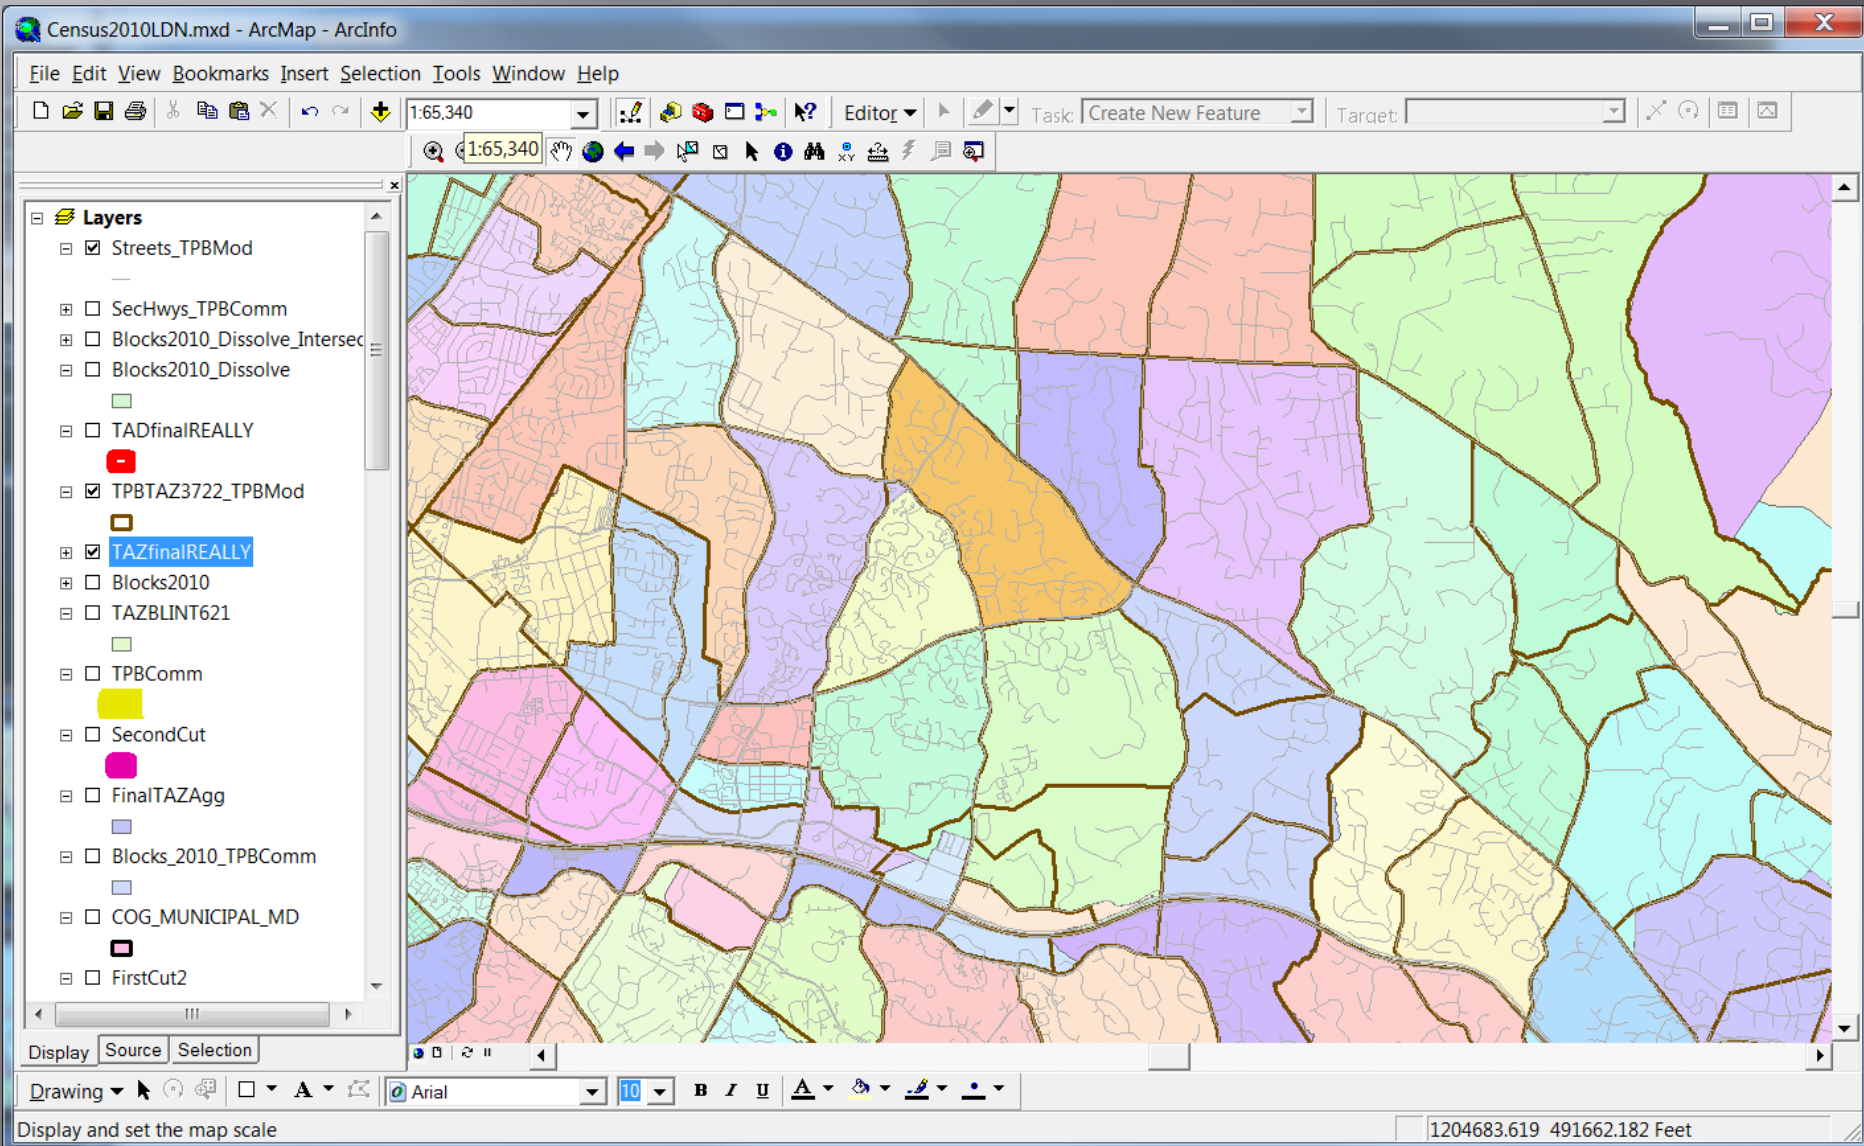 Census2010LDN.mxd - ArcMap - ArcInfo
File Edit View Bookmarks Insert Selection Tools Window Help
1:65,340 Editor Task: Create New Feature Target:
1:65,340
Layers
Streets_TPBMod
SecHwys_TPBComm
Blocks2010_Dissolve_Intersec
Blocks2010_Dissolve
TADfinalREALLY
TPBTAZ3722_TPBMod
TAZfinalREALLY
Blocks2010
TAZBLINT621
TPBComm
SecondCut
FinalTAZAgg
Blocks_2010_TPBComm
COG_MUNICIPAL_MD
FirstCut2
Display Source Selection
Drawing A Arial 10 B I U A
Display and set the map scale
1204683.619 491662.182 Feet